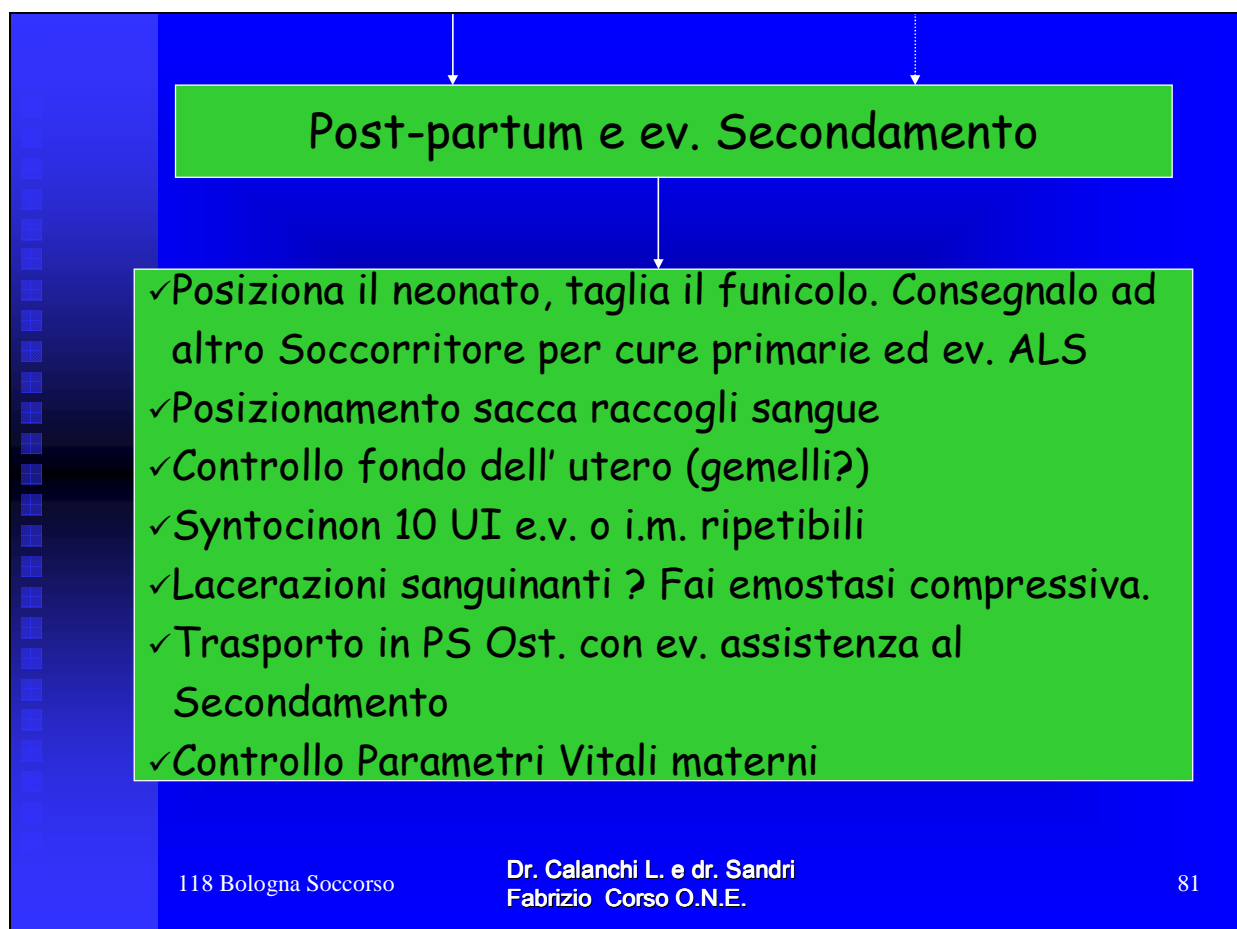 Post-partum e ev. Secondamento
✓Posiziona il neonato, taglia il funicolo. Consegnalo ad
altro Soccorritore per cure primarie ed ev. ALS
✓Posizionamento sacca raccogli sangue
✓Controllo fondo dell' utero (gemelli?)
✓Syntocinon 10 UI e.v. o i.m. ripetibili
✓Lacerazioni sanguinanti ? Fai emostasi compressiva.
✓Trasporto in PS Ost. con ev. assistenza al
Secondamento
✓Controllo Parametri Vitali materni
118 Bologna Soccorso
Dr. Calanchi L. e dr. Sandri
Fabrizio Corso O.N.E.
81